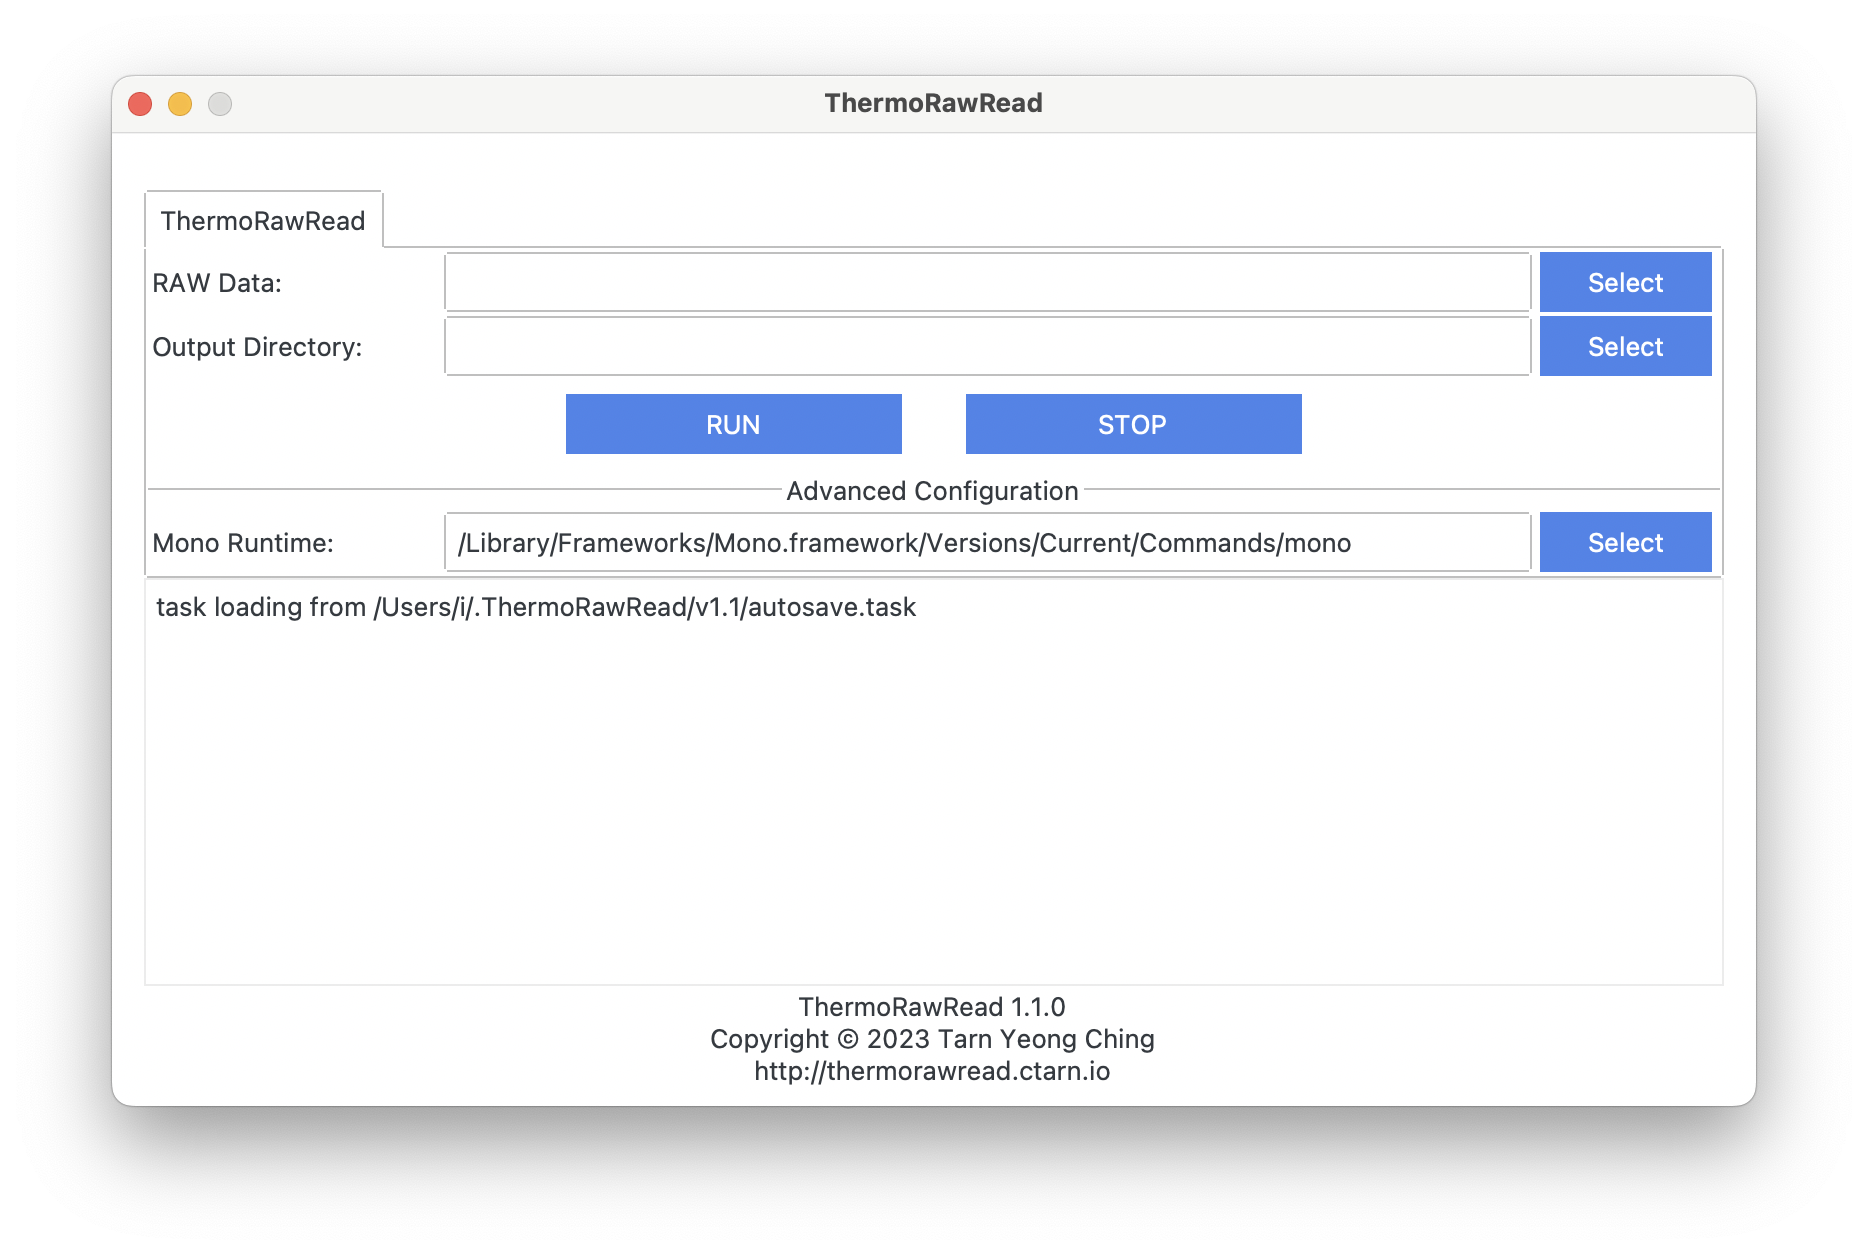 ThermoRawRead
ThermoRawRead
RAW Data:
Select
Output Directory:
Select
RUN
STOP
Advanced Configuration
Mono Runtime:
/Library/Frameworks/Mono.framework/Versions/Current/Commands/mono
Select
task loading from /Users/i/.ThermoRawRead/v1.1/autosave.task
ThermoRawRead 1.1.0
Copyright © 2023 Tarn Yeong Ching
http://thermorawread.ctarn.io